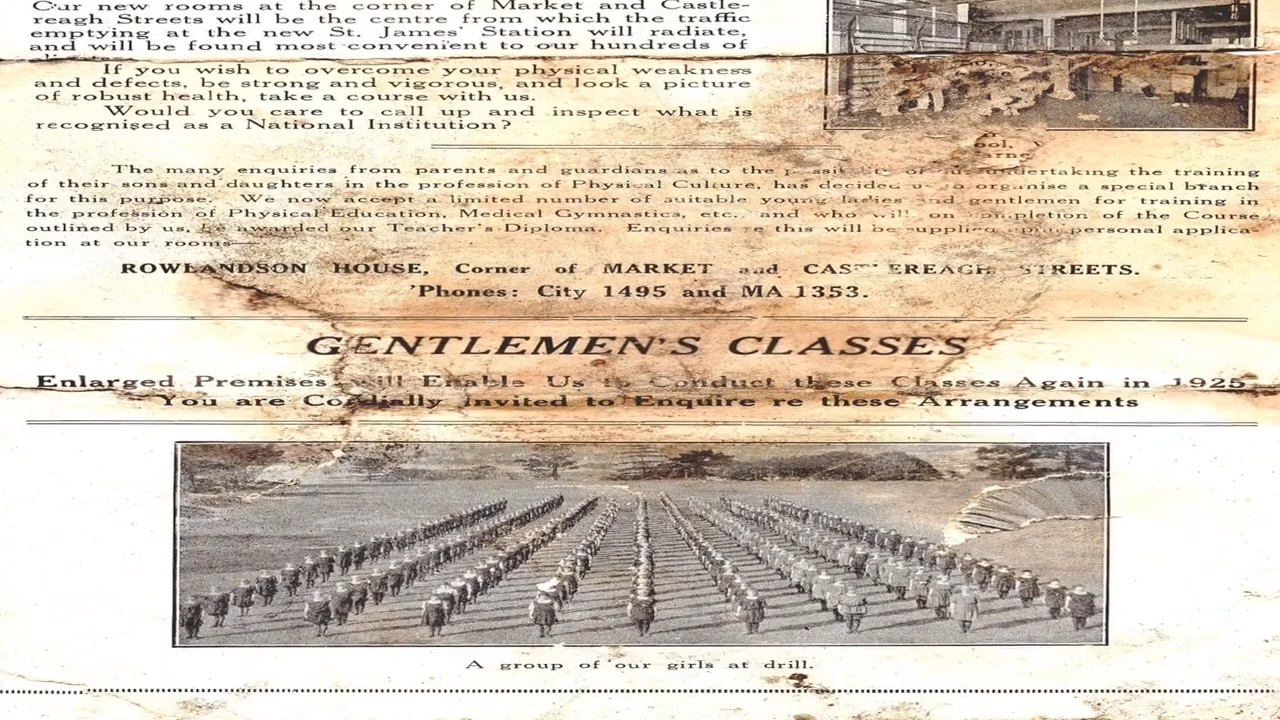 Our new rooms at the corner of Market and Castle-
reagh Streets will be the centre from which the traffic
emptying at the new St. James' Station will radiate,
and will be found most convenient to our hundreds of
If you wish to overcome your physical weakness
and defects, be strong and vigorous, and look a picture
of robust health, take a course with us.
Would you care to call up and inspect what is
recognised as a National Institution?
The many enquiries from parents and guardians as to the of undertaking the training
of their sons and daughters in the profession of Physical Culture, has decided us to organise a special branch
for this purpose. We now accept a limited number of suitable young ladies and gentlemen for training in
the profession of Physical Education, Medical Gymnastics, etc. and who will on completion of the Course
outlined by us, be awarded our Teacher's Diploma. Enquiries re this will be supplied personal applica-
tion at our rooms—
ROWLANDSON HOUSE, Corner of MARKET and CASTLEREAGH STREETS.
'Phones: City 1495 and MA 1353.
GENTLEMEN'S CLASSES
Enlarged Premises will Enable Us to Conduct these Classes Again in 1925
You are Cordially Invited to Enquire re these Arrangements
A group of our girls at drill.